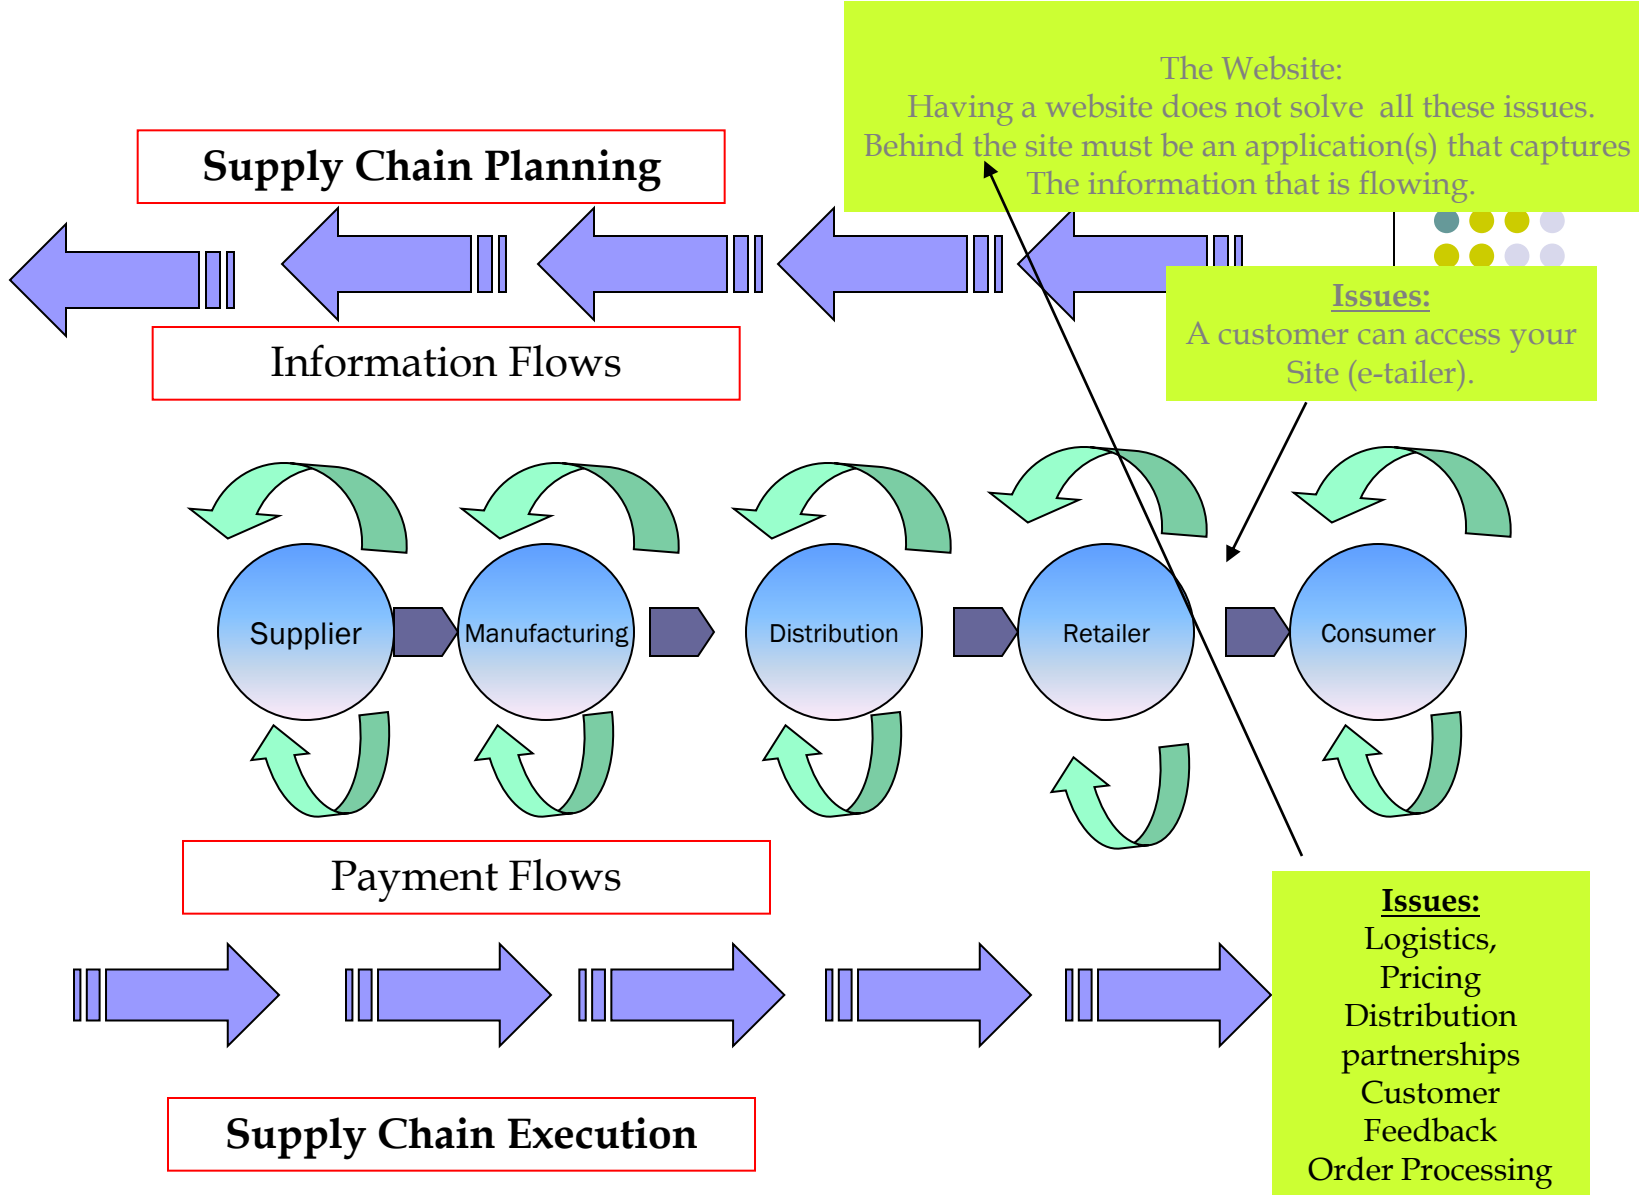 The Website:
Having a website does not solve  all these issues.
Behind the site must be an application(s) that captures
The information that is flowing.
Supply Chain Planning
Issues:
A customer can access your
Site (e-tailer).
Information Flows
Supplier
Manufacturing
Distribution
Retailer
Consumer
Payment Flows
Issues:
Logistics,
Pricing
Distribution
partnerships
Customer
Feedback
Order Processing
Supply Chain Execution